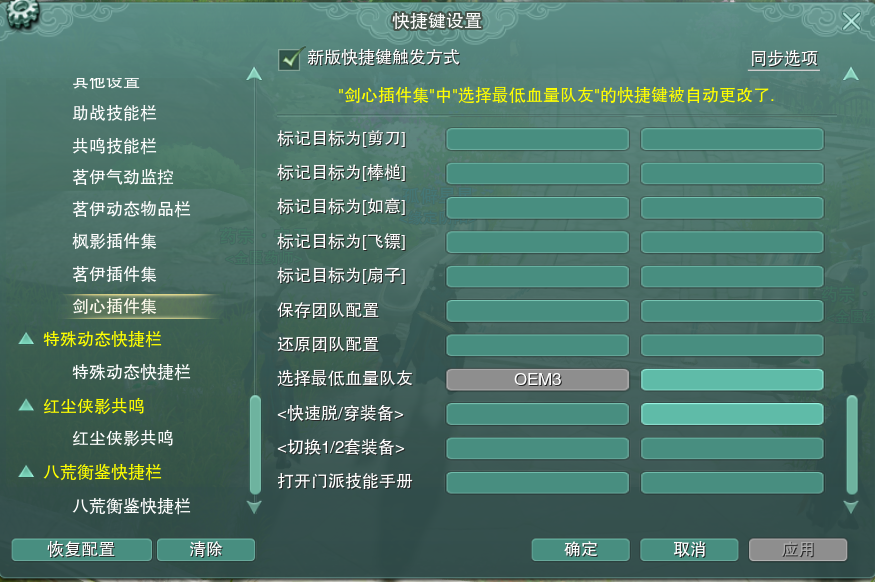 快捷键设置
新版快捷键触发方式
同步选项
"剑心插件集"中"选择最低血量队友"的快捷键被自动更改了.
其他设置
助战技能栏
共鸣技能栏
茗伊气劲监控
茗伊动态物品栏
枫影插件集
茗伊插件集
剑心插件集
特殊动态快捷栏
特殊动态快捷栏
红尘侠影共鸣
红尘侠影共鸣
八荒衡鉴快捷栏
八荒衡鉴快捷栏
标记目标为[剪刀]
标记目标为[棒槌]
标记目标为[如意]
标记目标为[飞镖]
标记目标为[扇子]
保存团队配置
还原团队配置
选择最低血量队友 OEM3
<快速脱/穿装备>
<切换1/2套装备>
打开门派技能手册
恢复配置 清除 确定 取消 应用